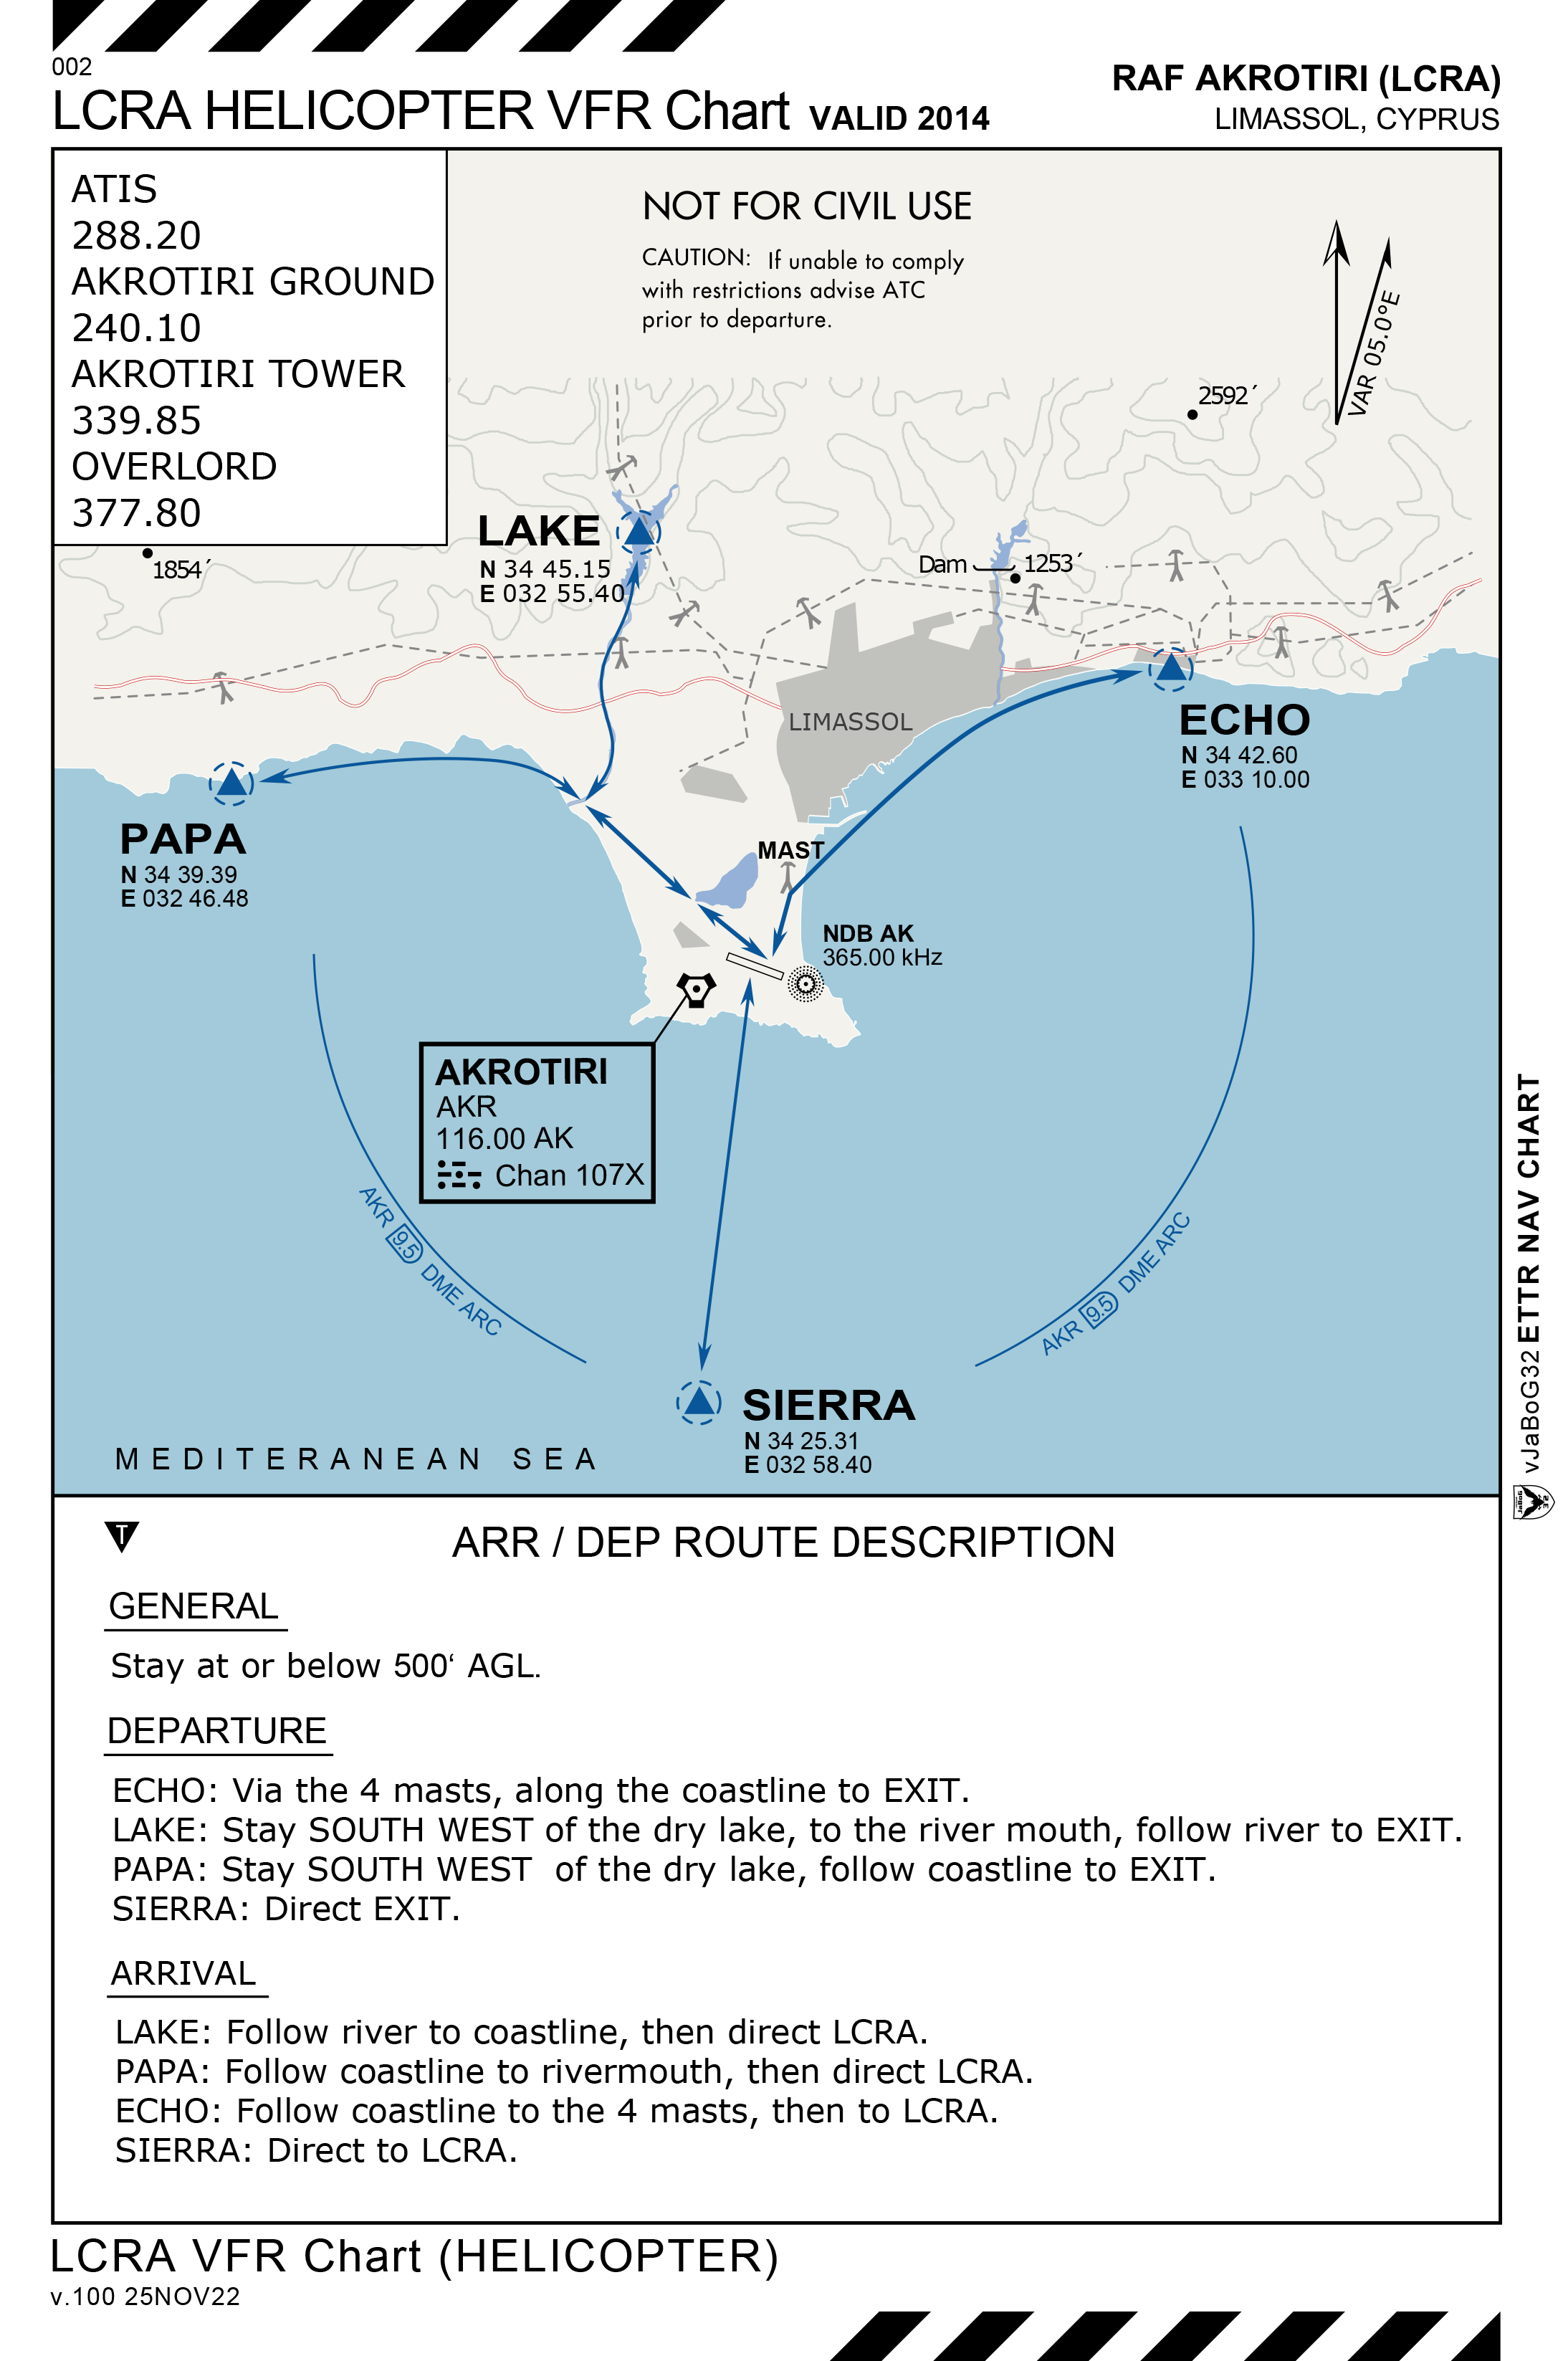 002
LCRA HELICOPTER VFR Chart VALID 2014
RAF AKROTIRI (LCRA)
LIMASSOL, CYPRUS
ATIS
288.20
AKROTIRI GROUND
240.10
AKROTIRI TOWER
339.85
OVERLORD
377.80
NOT FOR CIVIL USE
CAUTION: If unable to comply
with restrictions advise ATC
prior to departure.
VAR 05.0°E
2592´
1854´
LAKE
N 34 45.15
E 032 55.40
Dam
1253´
LIMASSOL
ECHO
N 34 42.60
E 033 10.00
PAPA
N 34 39.39
E 032 46.48
MAST
NDB AK
365.00 kHz
AKROTIRI
AKR
116.00 AK
Chan 107X
AKR 9.5 DME ARC
AKR 9.5 DME ARC
SIERRA
N 34 25.31
E 032 58.40
MEDITERANEAN SEA
vJaBoG32 ETTR NAV CHART
T
ARR / DEP ROUTE DESCRIPTION
GENERAL
Stay at or below 500‘ AGL.
DEPARTURE
ECHO: Via the 4 masts, along the coastline to EXIT.
LAKE: Stay SOUTH WEST of the dry lake, to the river mouth, follow river to EXIT.
PAPA: Stay SOUTH WEST  of the dry lake, follow coastline to EXIT.
SIERRA: Direct EXIT.
ARRIVAL
LAKE: Follow river to coastline, then direct LCRA.
PAPA: Follow coastline to rivermouth, then direct LCRA.
ECHO: Follow coastline to the 4 masts, then to LCRA.
SIERRA: Direct to LCRA.
LCRA VFR Chart (HELICOPTER)
v.100 25NOV22